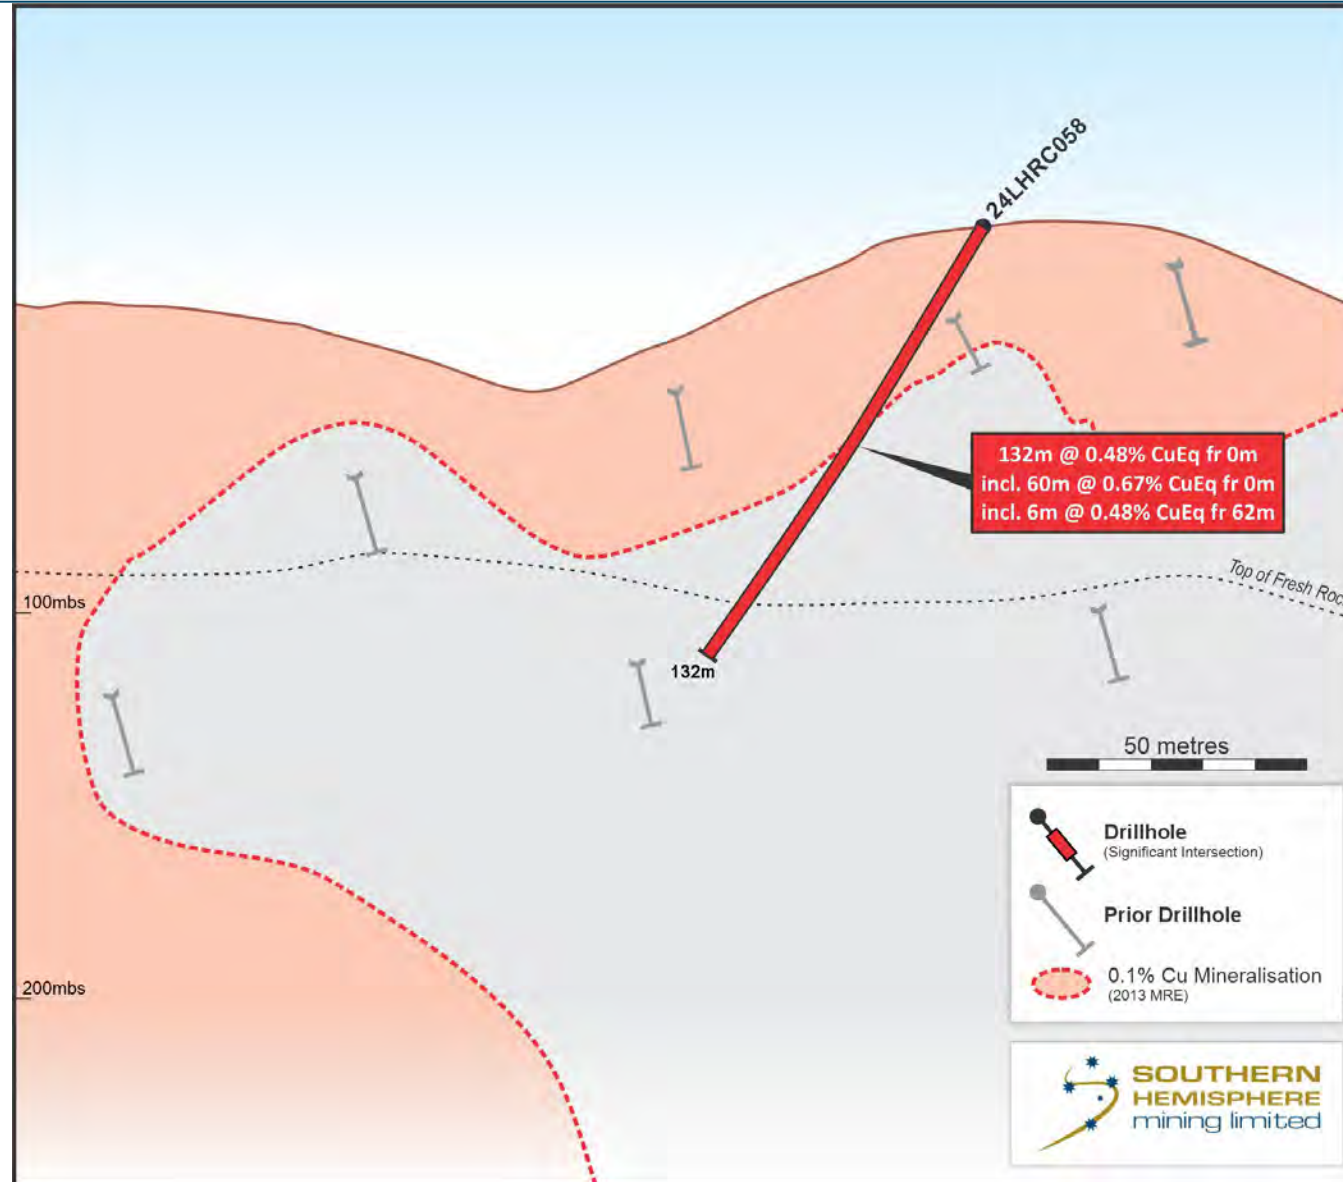 24LHRC058
132m @ 0.48% CuEq fr 0m
incl. 60m @ 0.67% CuEq fr 0m
incl. 6m @ 0.48% CuEq fr 62m
Top of Fresh Roc
100mbs
132m
50 metres
Drillhole
(Significant Intersection)
Prior Drillhole
0.1% Cu Mineralisation
(2013 MRE)
200mbs
SOUTHERN
HEMISPHERE
mining limited